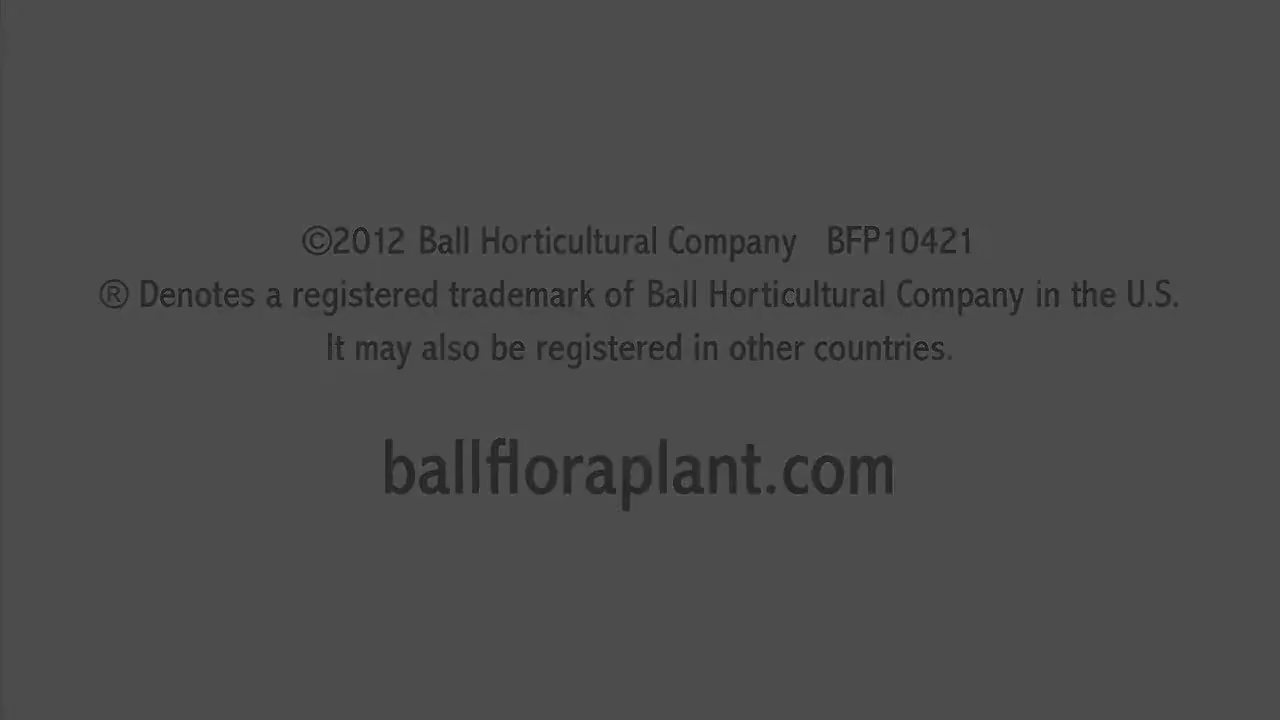 ©2012 Ball Horticultural Company BFP10421
® Denotes a registered trademark of Ball Horticultural Company in the U.S.
It may also be registered in other countries.
ballfloraplant.com